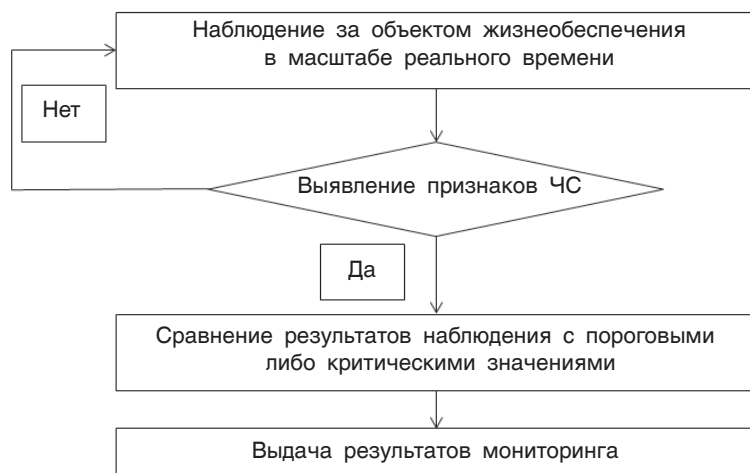 Наблюдение за объектом жизнеобеспечения
в масштабе реального времени
Нет
Выявление признаков ЧС
Да
Сравнение результатов наблюдения с пороговыми
либо критическими значениями
Выдача результатов мониторинга